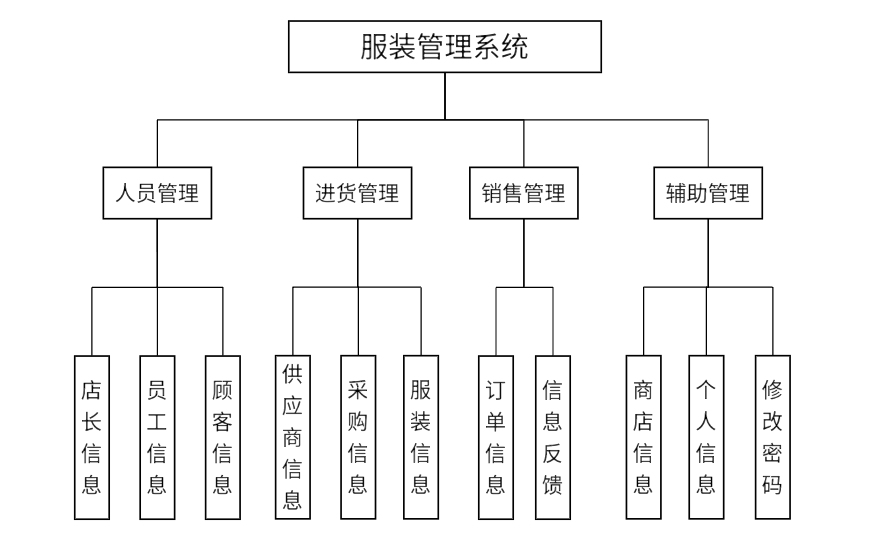 服装管理系统
人员管理
进货管理
销售管理
辅助管理
店长信息
员工信息
顾客信息
供应商信息
采购信息
服装信息
订单信息
信息反馈
商店信息
个人信息
修改密码